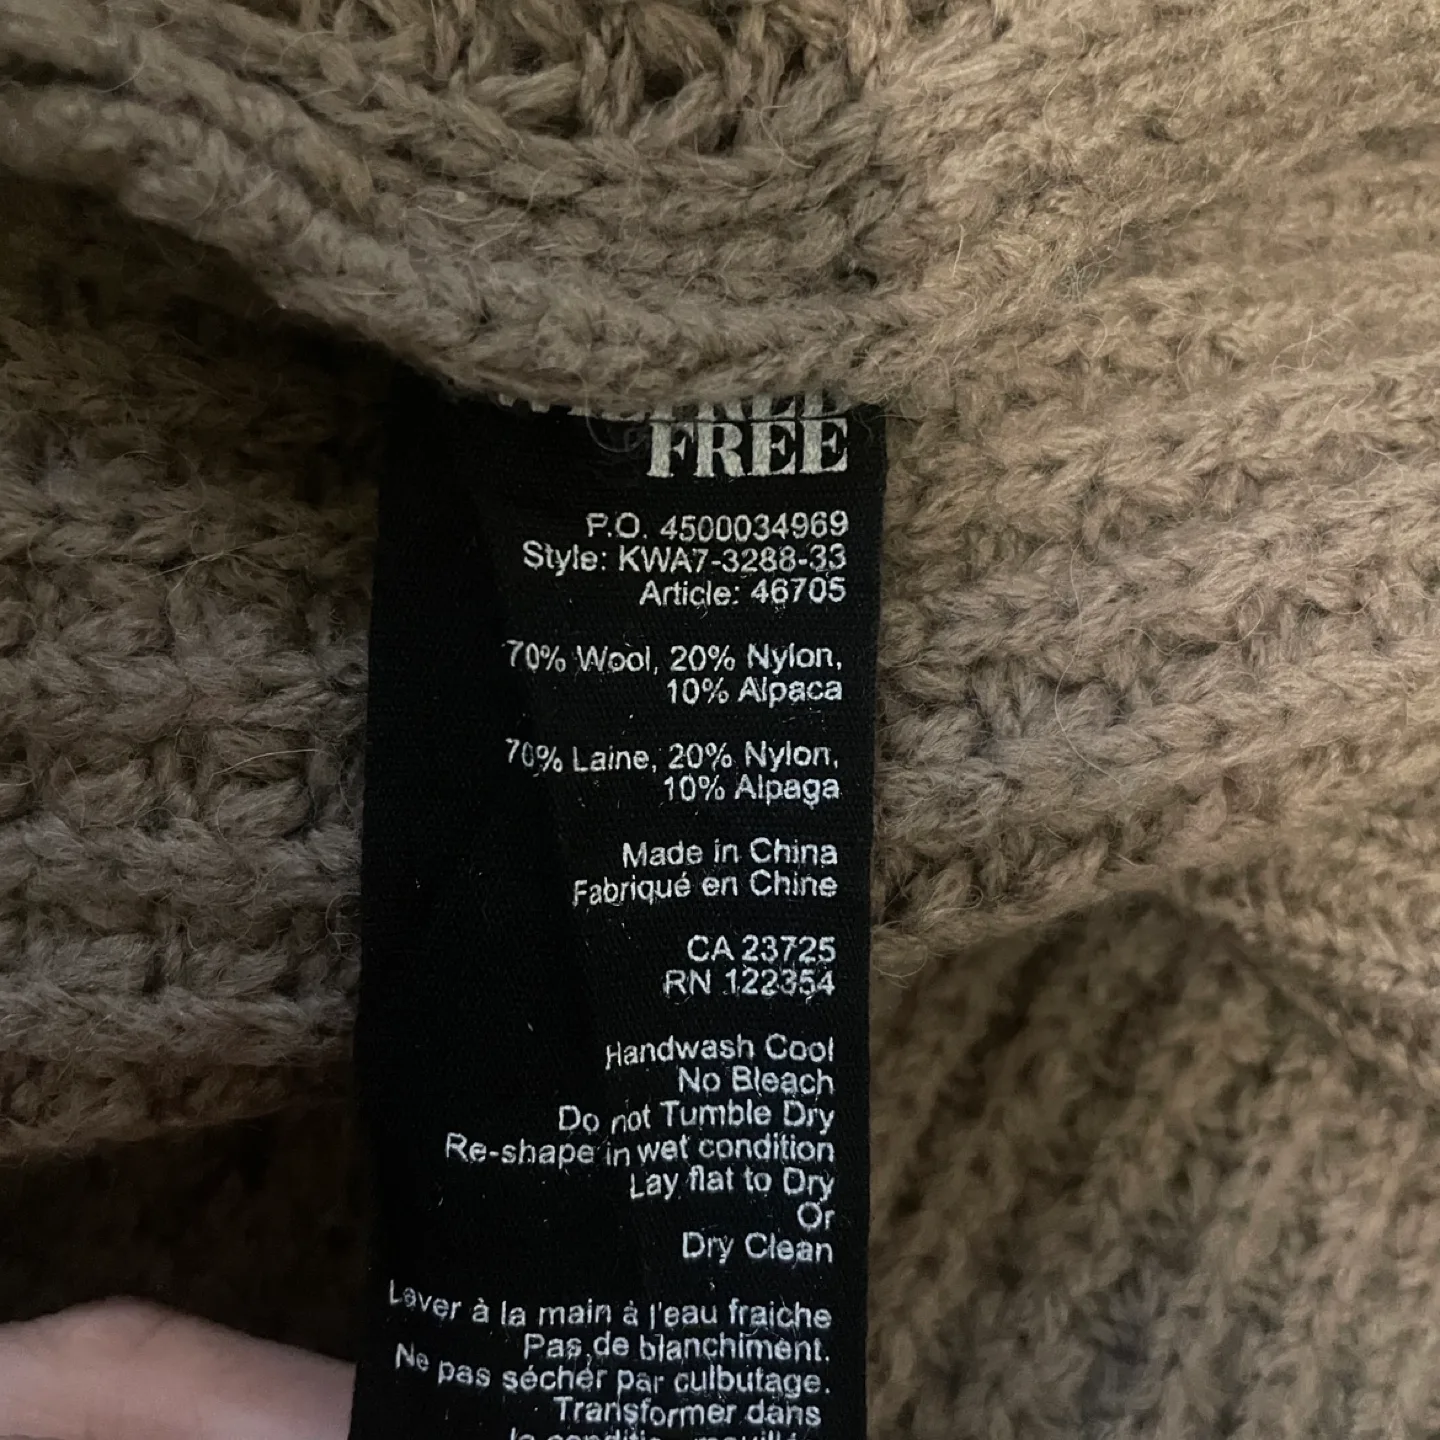 FREE
P.O. 4500034969
Style: KWA7-3288-33
Article: 46705
70% Wool, 20% Nylon,
10% Alpaca
70% Laine, 20% Nylon,
10% Alpaga
Made in China
Fabriqué en Chine
CA 23725
RN 122354
Handwash Cool
No Bleach
Do not Tumble Dry
Re-shape in wet condition
Lay flat to Dry
Or
Dry Clean
Laver à la main à l'eau fraiche
Pas de blanchiment.
Ne pas sécher par culbutage.
Transformer dans